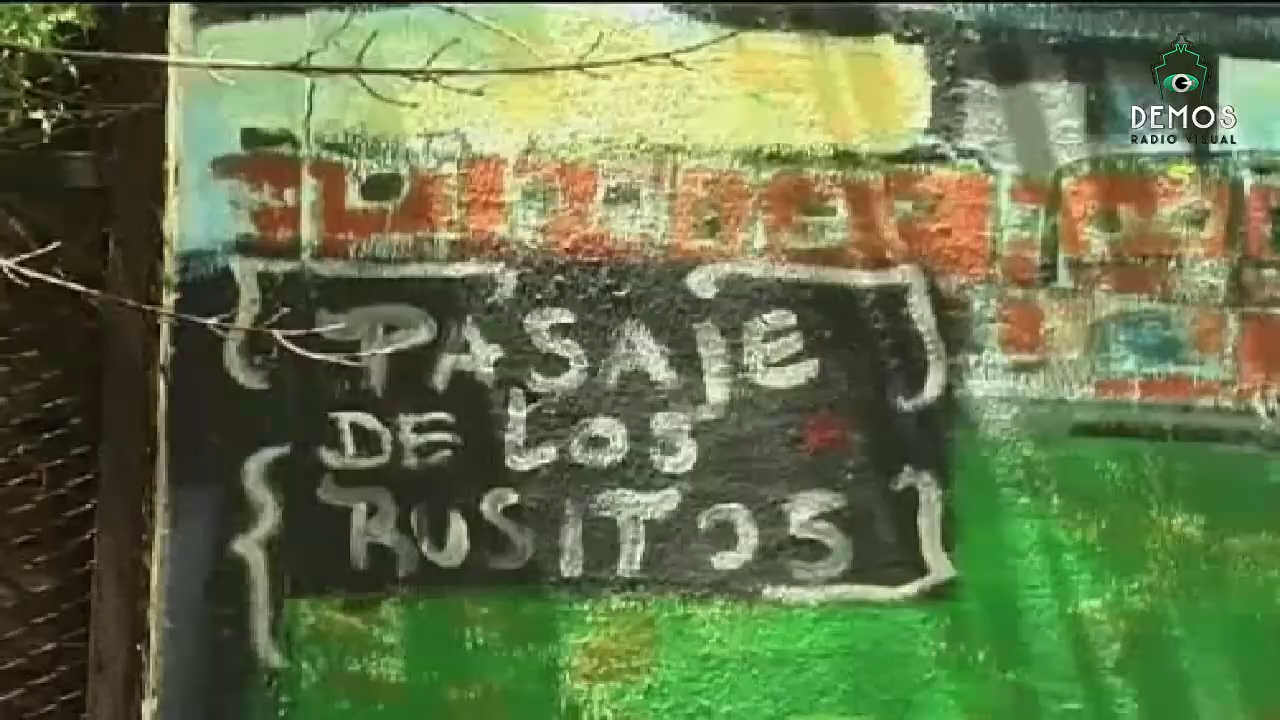 DEMOS
RADIO VISUAL
PASAJE
DE LOS
RUSITOS